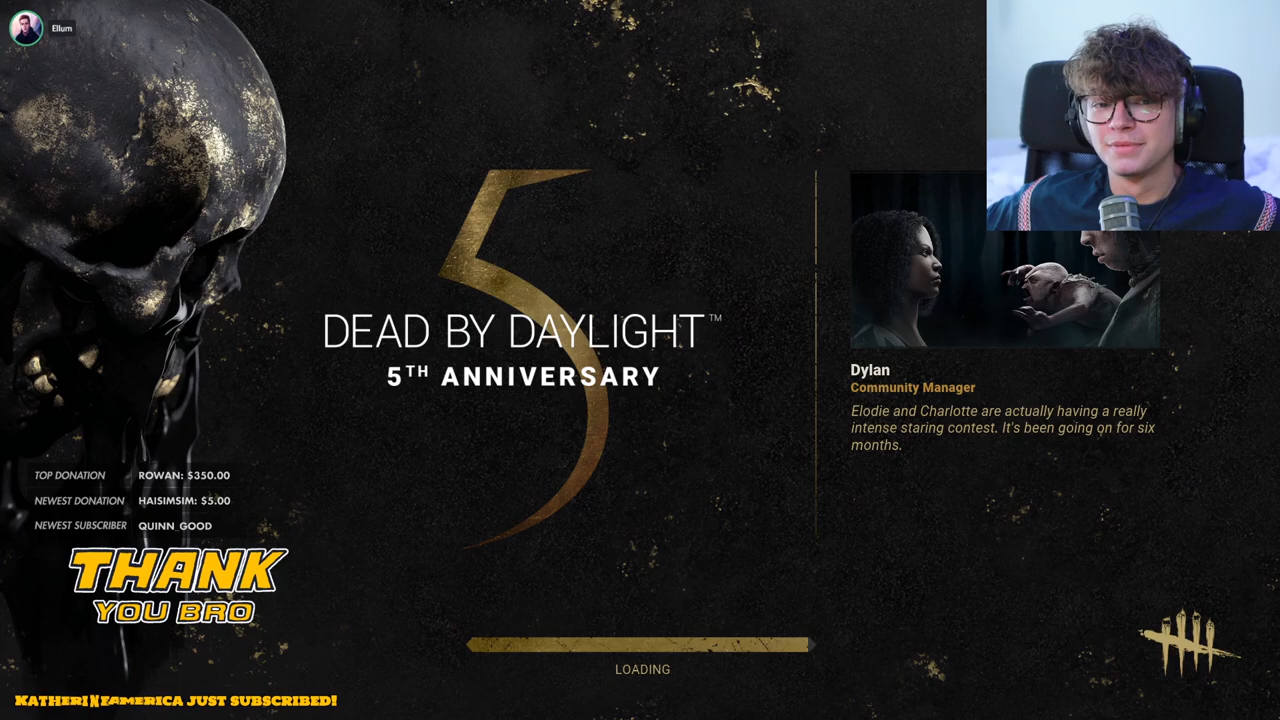 Ellum
DEAD BY DAYLIGHT™
5TH ANNIVERSARY
Dylan
Community Manager
Elodie and Charlotte are actually having a really
intense staring contest. It's been going on for six
months.
TOP DONATION ROWAN: $350.00
NEWEST DONATION HAISIMSIM: $5.00
NEWEST SUBSCRIBER QUINN_GOOD
THANK
YOU BRO
LOADING
KATHERINEAMERICA JUST SUBSCRIBED!